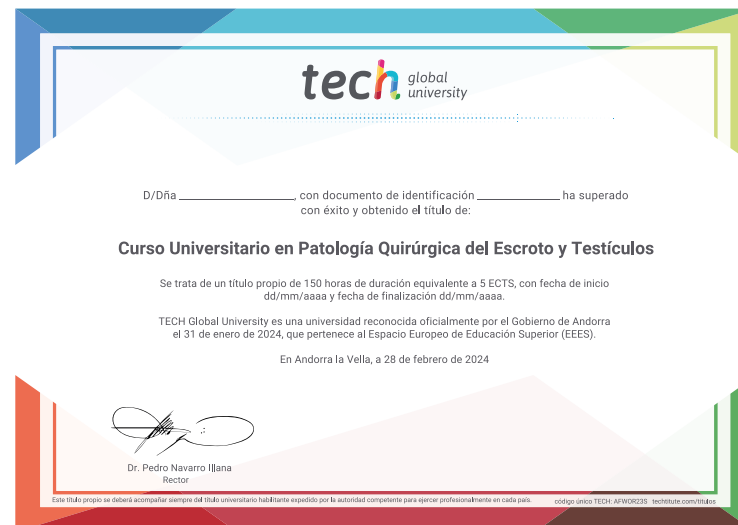 tech global university
D/Dña ____________, con documento de identificación ____________ ha superado
con éxito y obtenido el título de:
Curso Universitario en Patología Quirúrgica del Escroto y Testículos
Se trata de un título propio de 150 horas de duración equivalente a 5 ECTS, con fecha de inicio
dd/mm/aaaa y fecha de finalización dd/mm/aaaa.
TECH Global University es una universidad reconocida oficialmente por el Gobierno de Andorra
el 31 de enero de 2024, que pertenece al Espacio Europeo de Educación Superior (EEES).
En Andorra la Vella, a 28 de febrero de 2024
Dr. Pedro Navarro Illana
Rector
Este título propio se deberá acompañar siempre del título universitario habilitante expedido por la autoridad competente para ejercer profesionalmente en cada país. código único TECH: AFWOR23S techtitute.com/titulos